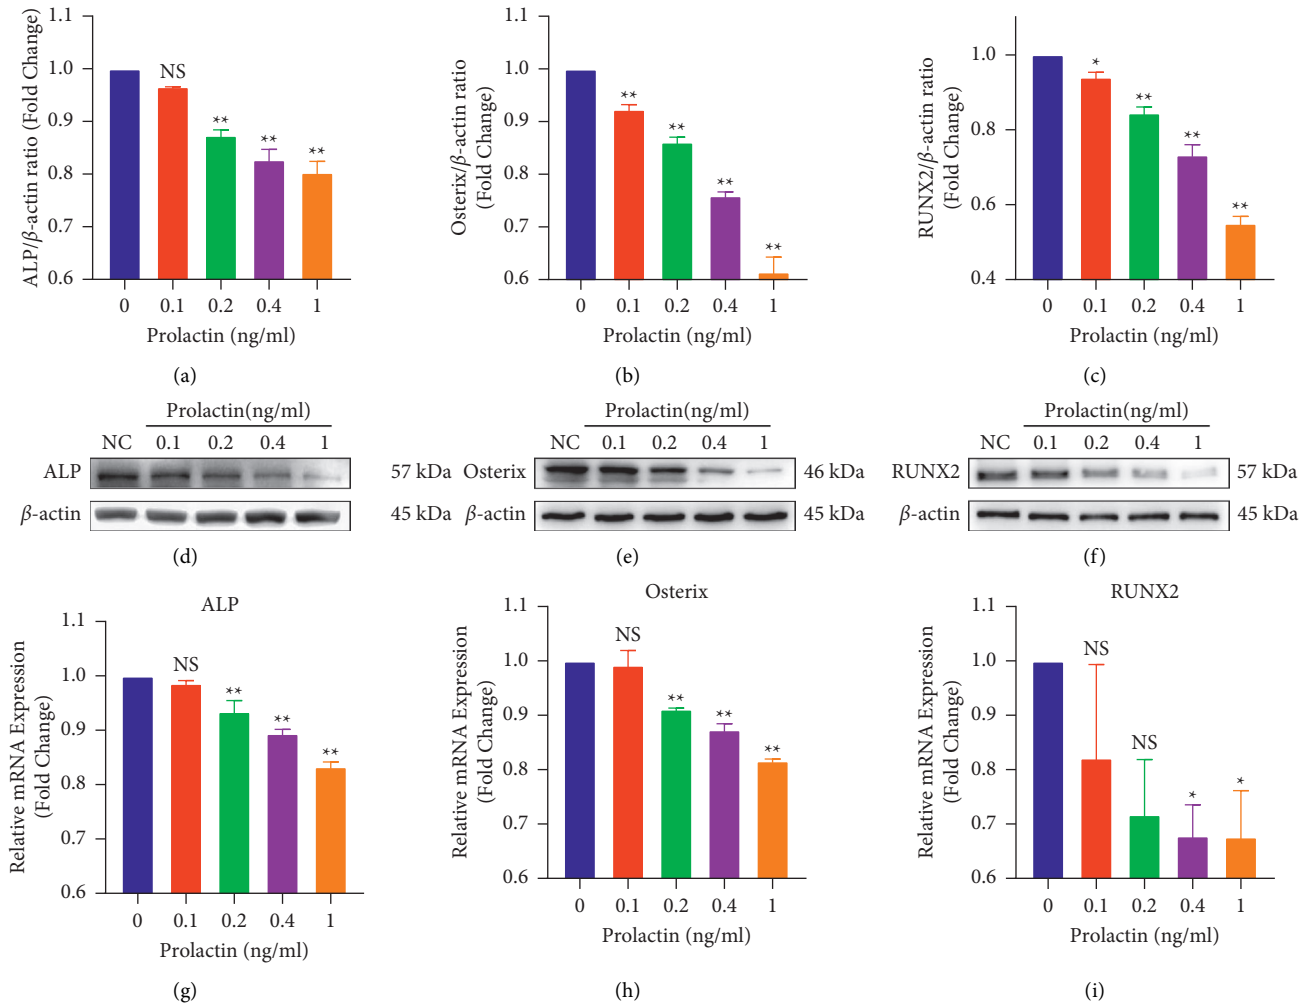 ALP/β-actin ratio (Fold Change)
1.1
1.0
0.9
0.8
0.7
0.6
NS
**
**
**
0 0.1 0.2 0.4 1
Prolactin (ng/ml)
(a)
Osterix/β-actin ratio
(Fold Change)
1.1
1.0
0.9
0.8
0.7
0.6
**
**
**
**
0 0.1 0.2 0.4 1
Prolactin (ng/ml)
(b)
RUNX2/β-actin ratio
(Fold Change)
1.0
0.8
0.6
0.4
*
**
**
**
0 0.1 0.2 0.4 1
Prolactin (ng/ml)
(c)
Prolactin(ng/ml)
NC 0.1 0.2 0.4 1
ALP 57 kDa
β-actin 45 kDa
(d)
Prolactin(ng/ml)
NC 0.1 0.2 0.4 1
Osterix 46 kDa
β-actin 45 kDa
(e)
Prolactin(ng/ml)
NC 0.1 0.2 0.4 1
RUNX2 57 kDa
β-actin 45 kDa
(f)
ALP
Relative mRNA Expression
(Fold Change)
1.1
1.0
0.9
0.8
0.7
0.6
NS
**
**
**
0 0.1 0.2 0.4 1
Prolactin (ng/ml)
(g)
Osterix
Relative mRNA Expression
(Fold Change)
1.1
1.0
0.9
0.8
0.7
0.6
NS
**
**
**
0 0.1 0.2 0.4 1
Prolactin (ng/ml)
(h)
RUNX2
Relative mRNA Expression
(Fold Change)
1.1
1.0
0.9
0.8
0.7
0.6
NS
NS
*
*
0 0.1 0.2 0.4 1
Prolactin (ng/ml)
(i)